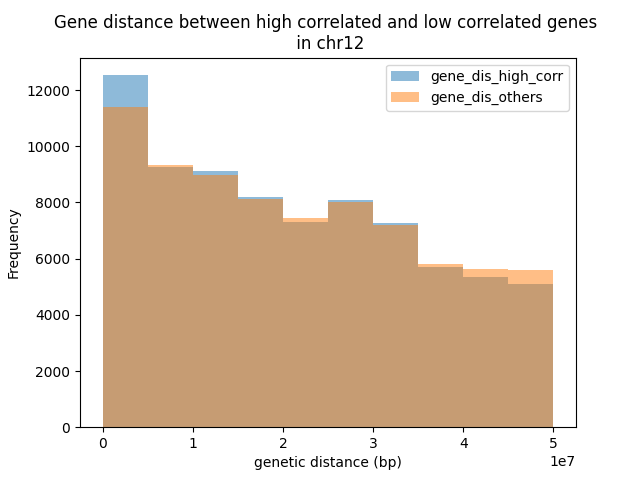 Gene distance between high correlated and low correlated genes
in chr12
gene_dis_high_corr
gene_dis_others
12000
10000
8000
6000
4000
2000
0
Frequency
0 1 2 3 4 5
1e7
genetic distance (bp)